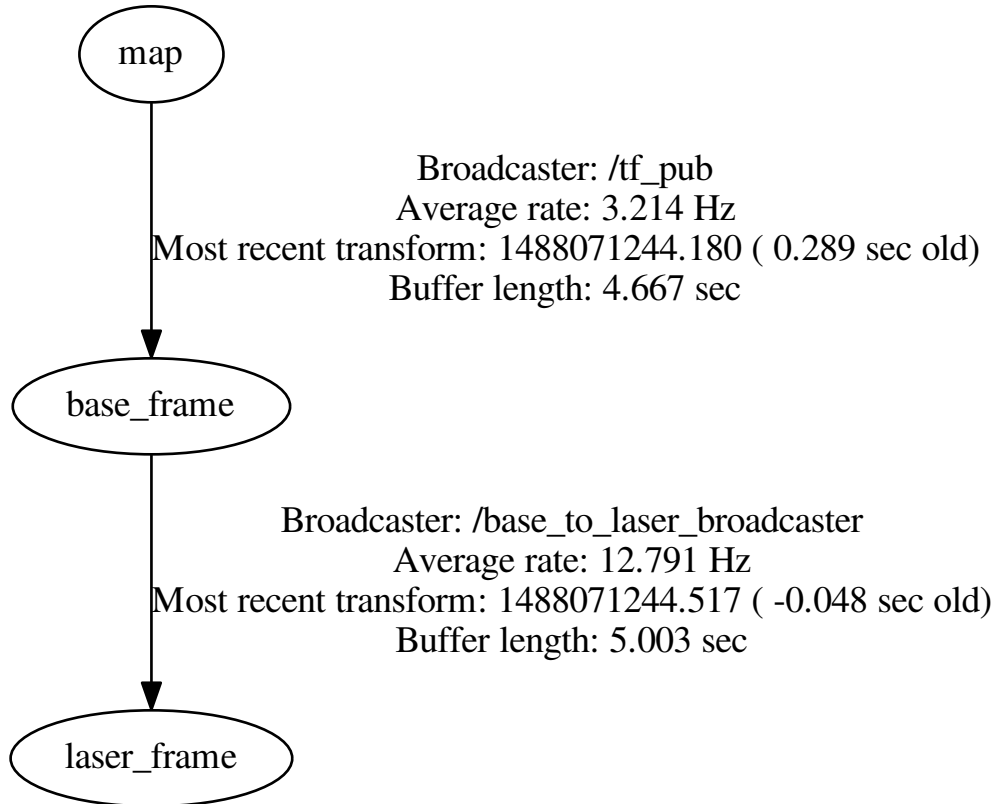 map
Broadcaster: /tf_pub
Average rate: 3.214 Hz
Most recent transform: 1488071244.180 ( 0.289 sec old)
Buffer length: 4.667 sec
base_frame
Broadcaster: /base_to_laser_broadcaster
Average rate: 12.791 Hz
Most recent transform: 1488071244.517 ( -0.048 sec old)
Buffer length: 5.003 sec
laser_frame